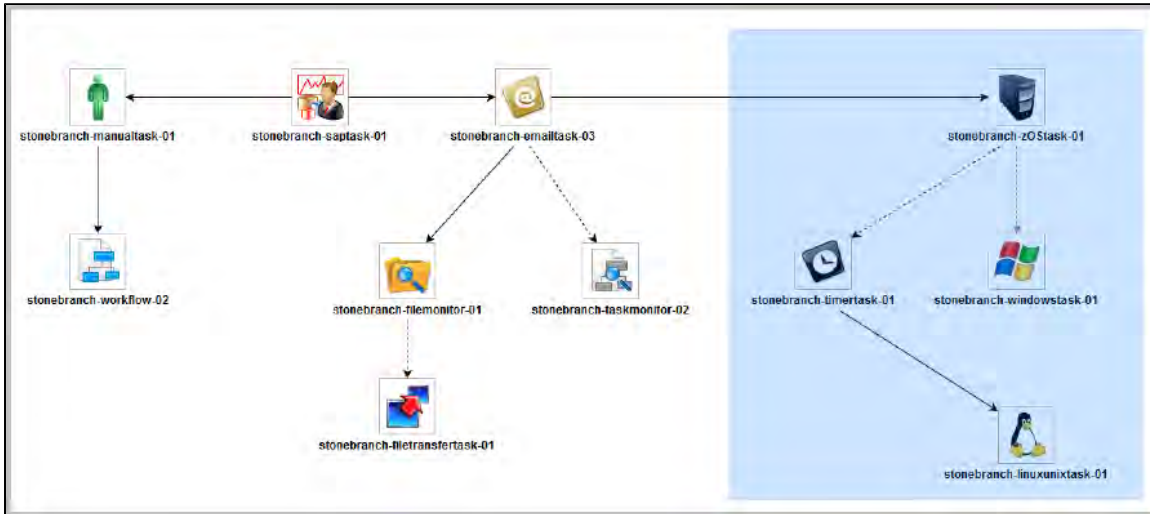 stonebranch-manualtask-01
stonebranch-saptask-01
stonebranch-emailtask-03
stonebranch-zOStask-01
stonebranch-workflow-02
stonebranch-filemonitor-01
stonebranch-taskmonitor-02
stonebranch-timertask-01
stonebranch-windowstask-01
stonebranch-filetransfertask-01
stonebranch-linuxunixtask-01